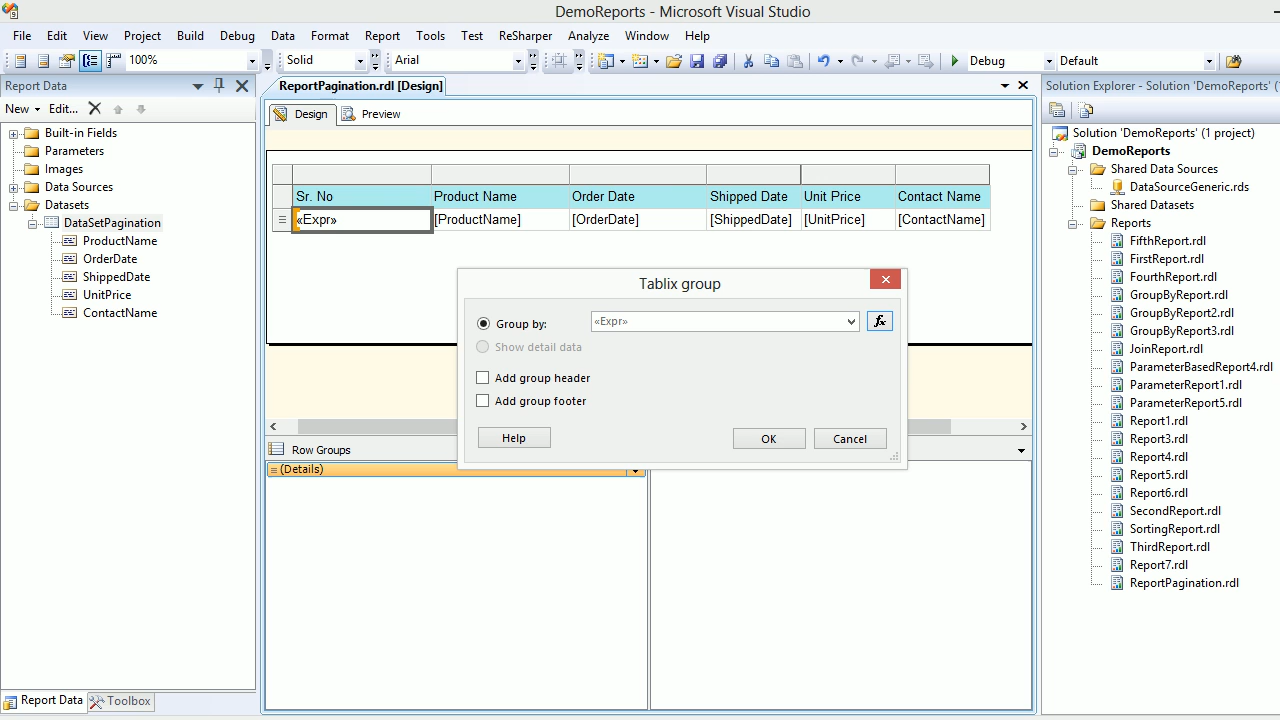 DemoReports - Microsoft Visual Studio
File Edit View Project Build Debug Data Format Report Tools Test ReSharper Analyze Window Help
100% Solid Arial Debug Default
Report Data
New Edit...
Built-in Fields
Parameters
Images
Data Sources
Datasets
DataSetPagination
ProductName
OrderDate
ShippedDate
UnitPrice
ContactName
Report Data Toolbox
ReportPagination.rdl [Design]
Design Preview
Sr. No Product Name Order Date Shipped Date Unit Price Contact Name
«Expr» [ProductName] [OrderDate] [ShippedDate] [UnitPrice] [ContactName]
Tablix group
Group by: «Expr» fx
Show detail data
Add group header
Add group footer
Help OK Cancel
Row Groups
(Details)
Solution Explorer - Solution 'DemoReports' (
Solution 'DemoReports' (1 project)
DemoReports
Shared Data Sources
DataSourceGeneric.rds
Shared Datasets
Reports
FifthReport.rdl
FirstReport.rdl
FourthReport.rdl
GroupByReport.rdl
GroupByReport2.rdl
GroupByReport3.rdl
JoinReport.rdl
ParameterBasedReport4.rdl
ParameterReport1.rdl
ParameterReport5.rdl
Report1.rdl
Report3.rdl
Report4.rdl
Report5.rdl
Report6.rdl
SecondReport.rdl
SortingReport.rdl
ThirdReport.rdl
Report7.rdl
ReportPagination.rdl